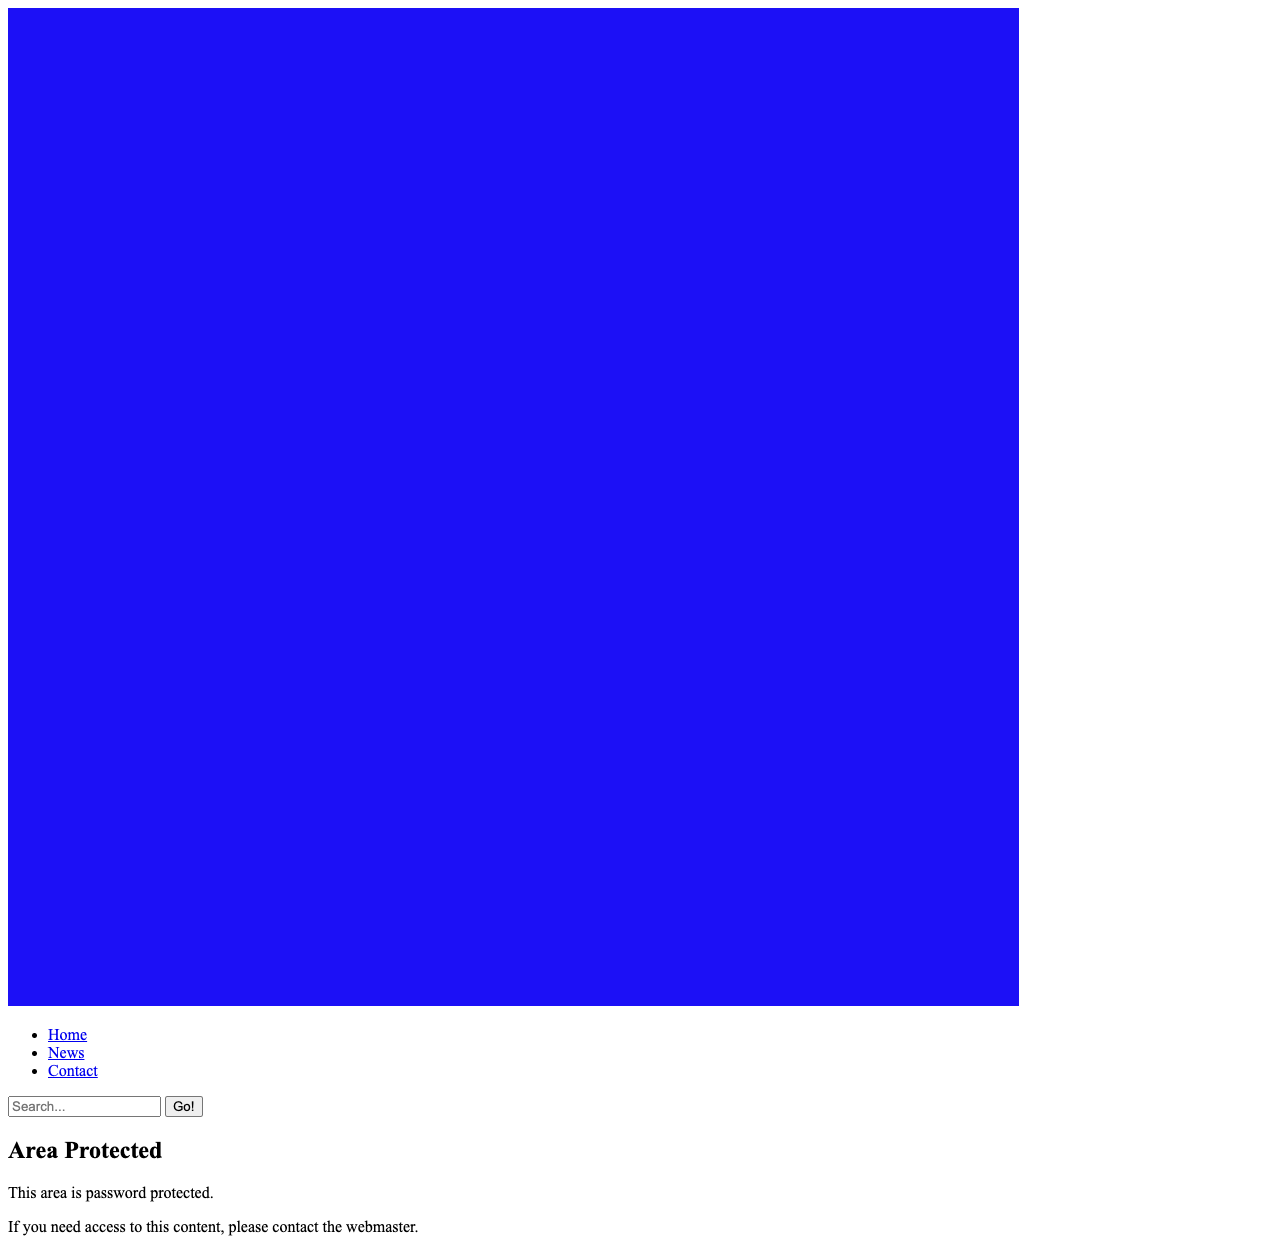 Home
News
Contact
Search... Go!
Area Protected
This area is password protected.
If you need access to this content, please contact the webmaster.